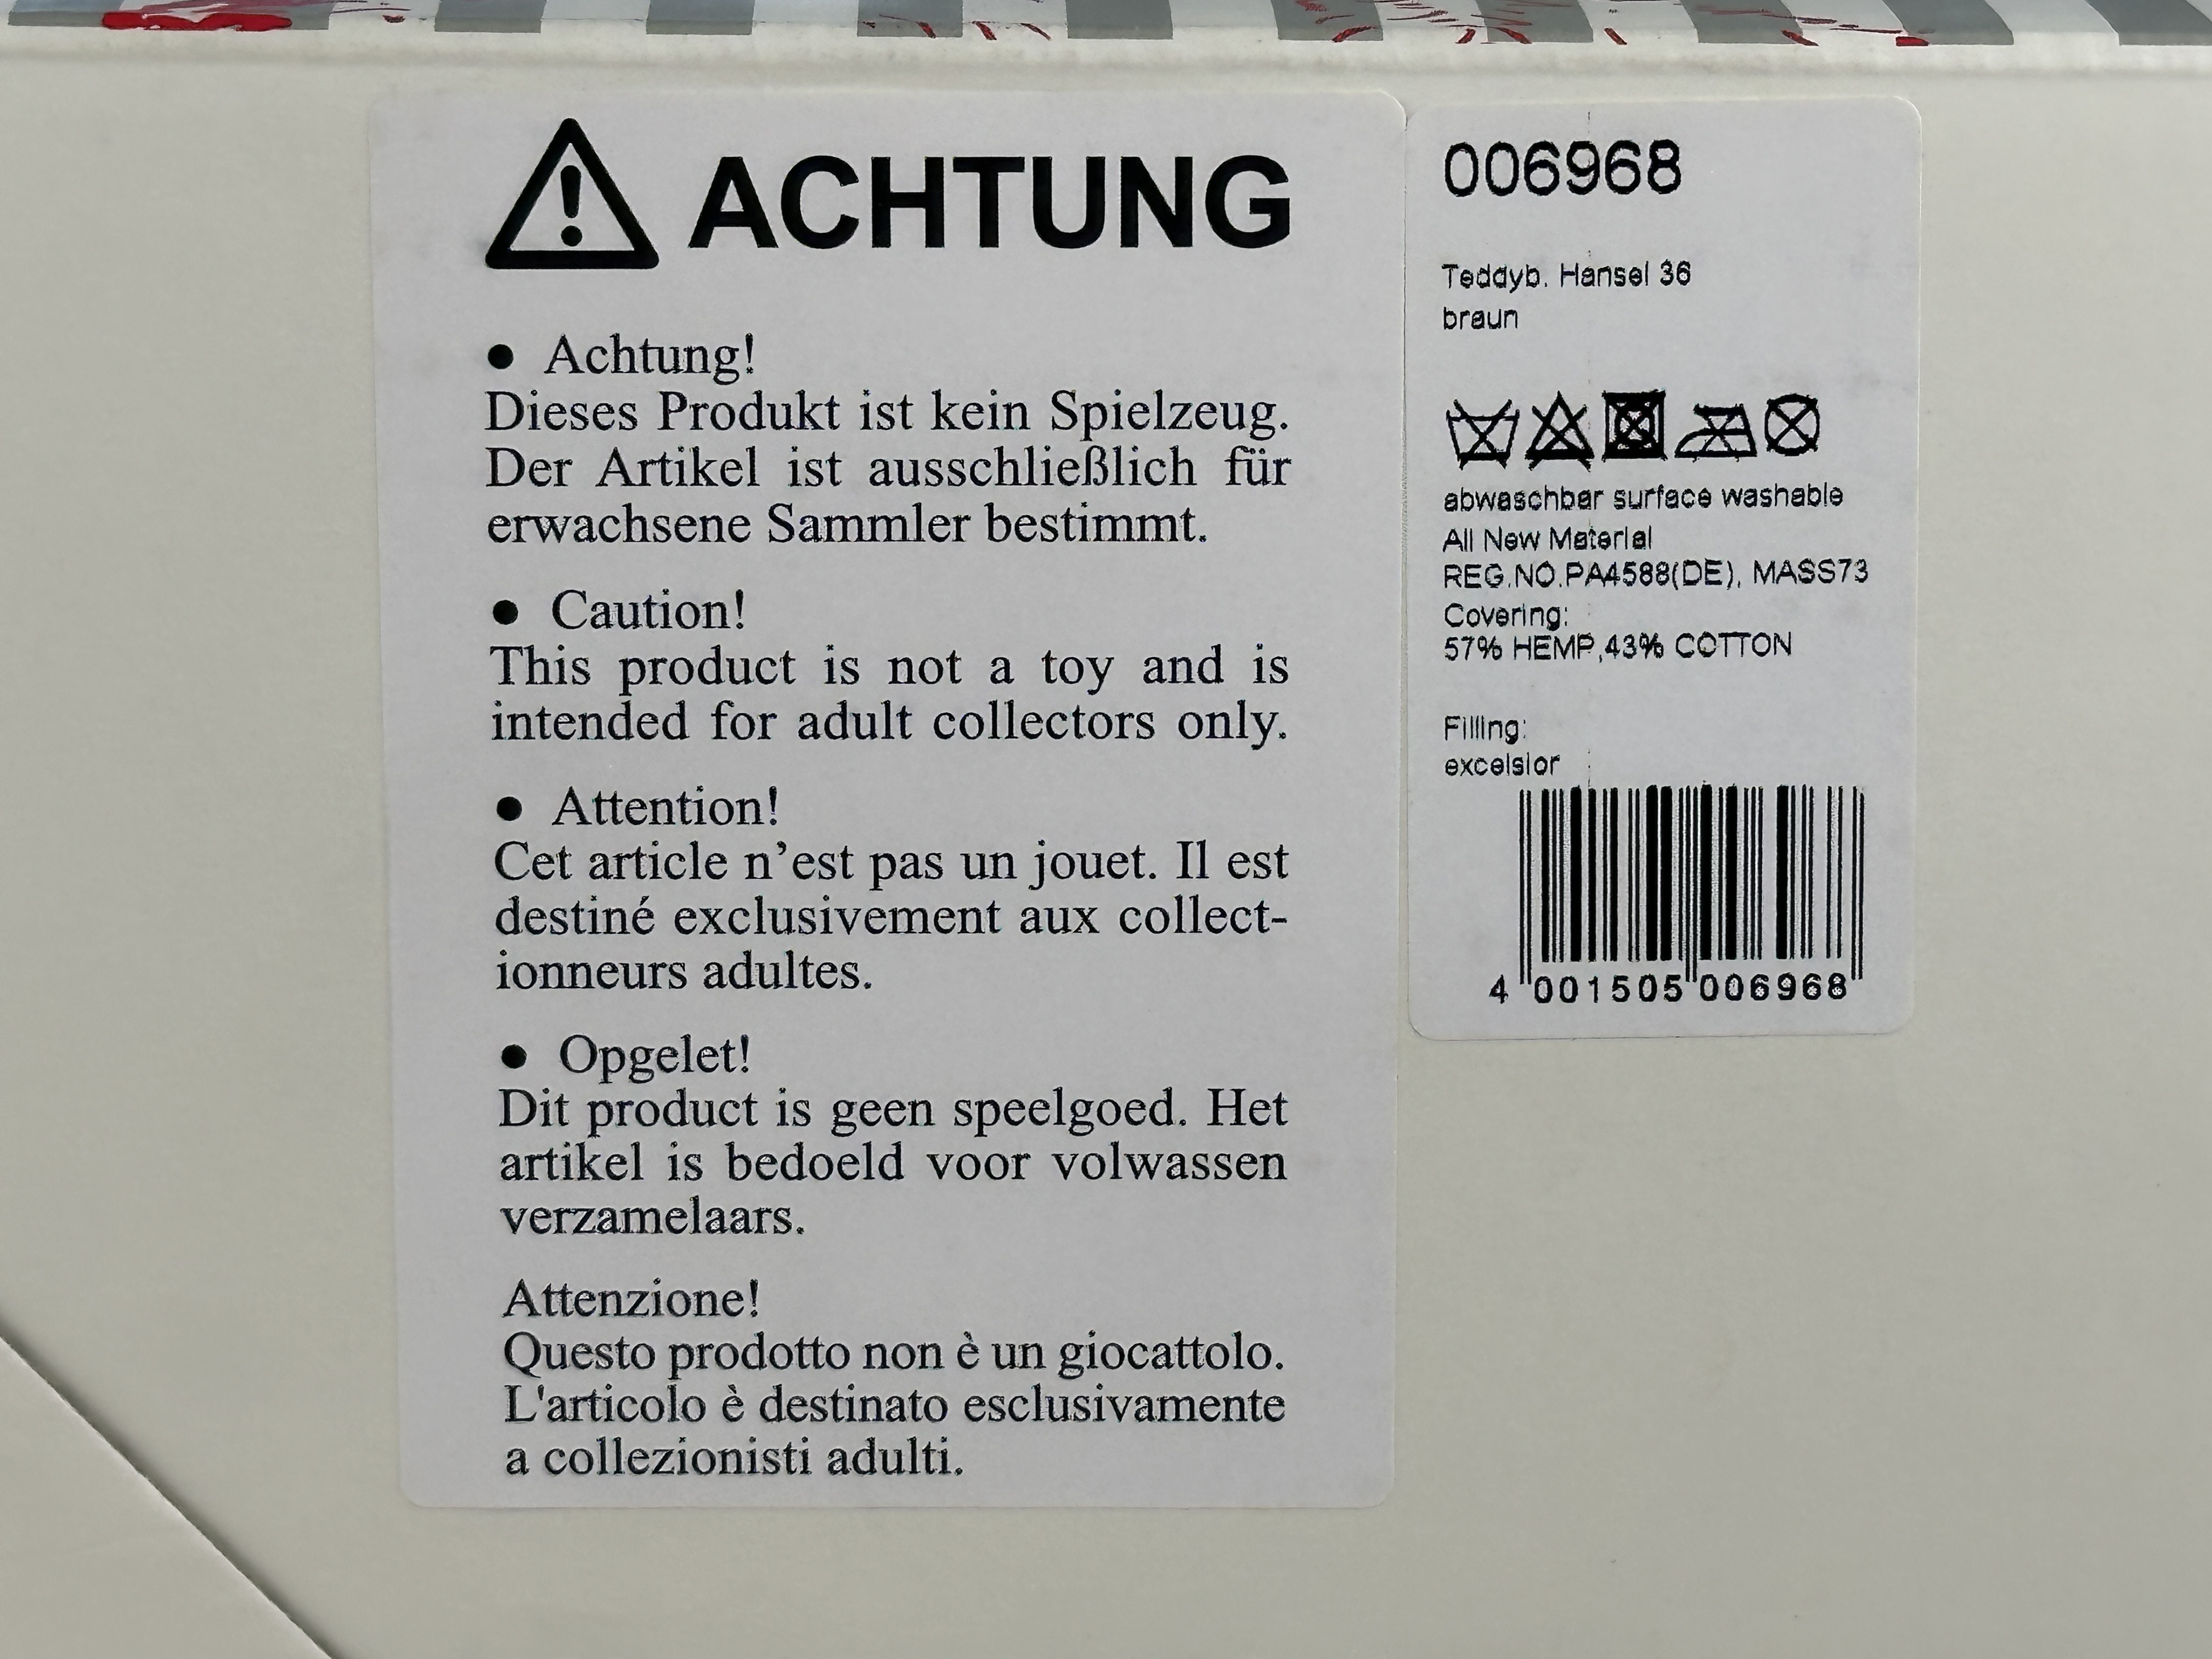 ACHTUNG
● Achtung!
Dieses Produkt ist kein Spielzeug.
Der Artikel ist ausschließlich für
erwachsene Sammler bestimmt.
● Caution!
This product is not a toy and is
intended for adult collectors only.
● Attention!
Cet article n’est pas un jouet. Il est
destiné exclusivement aux collect-
ionneurs adultes.
● Opgelet!
Dit product is geen speelgoed. Het
artikel is bedoeld voor volwassen
verzamelaars.
Attenzione!
Questo prodotto non è un giocattolo.
L'articolo è destinato esclusivamente
a collezionisti adulti.
006968
Teddyb. Hansel 36
braun
abwaschbar surface washable
All New Material
REG.NO.PA4588(DE), MASS73
Covering:
57% HEMP,43% COTTON
Filling:
excelsior
4 001505 006968